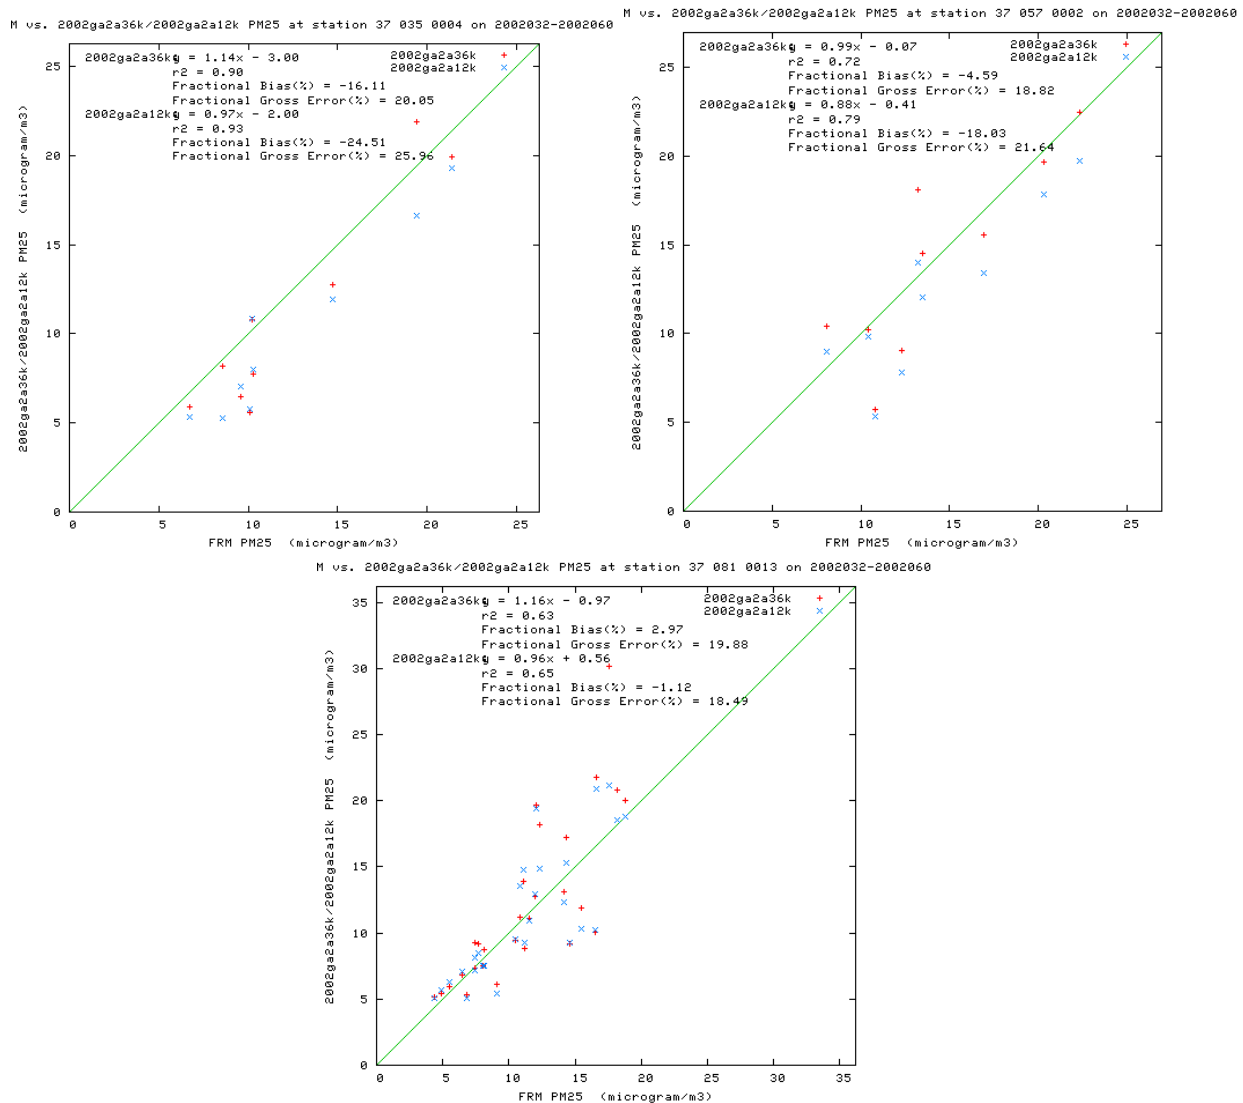 M vs. 2002ga2a36k/2002ga2a12k PM25 at station 37 035 0004 on 2002032-2002060
2002ga2a36k y = 1.14x - 3.00
r2 = 0.90
Fractional Bias(%) = -16.11
Fractional Gross Error(%) = 20.05
2002ga2a12k y = 0.97x - 2.00
r2 = 0.93
Fractional Bias(%) = -24.51
Fractional Gross Error(%) = 25.96
2002ga2a36k
2002ga2a12k
2002ga2a36k/2002ga2a12k PM25 (microgram/m3)
25
20
15
10
5
0
0 5 10 15 20 25
FRM PM25 (microgram/m3)
M vs. 2002ga2a36k/2002ga2a12k PM25 at station 37 057 0002 on 2002032-2002060
2002ga2a36k y = 0.99x - 0.07
r2 = 0.72
Fractional Bias(%) = -4.59
Fractional Gross Error(%) = 18.82
2002ga2a12k y = 0.88x - 0.41
r2 = 0.79
Fractional Bias(%) = -18.03
Fractional Gross Error(%) = 21.64
2002ga2a36k
2002ga2a12k
2002ga2a36k/2002ga2a12k PM25 (microgram/m3)
25
20
15
10
5
0
0 5 10 15 20 25
FRM PM25 (microgram/m3)
M vs. 2002ga2a36k/2002ga2a12k PM25 at station 37 081 0013 on 2002032-2002060
2002ga2a36k y = 1.16x - 0.97
r2 = 0.63
Fractional Bias(%) = 2.97
Fractional Gross Error(%) = 19.88
2002ga2a12k y = 0.96x + 0.56
r2 = 0.65
Fractional Bias(%) = -1.12
Fractional Gross Error(%) = 18.49
2002ga2a36k
2002ga2a12k
2002ga2a36k/2002ga2a12k PM25 (microgram/m3)
35
30
25
20
15
10
5
0
0 5 10 15 20 25 30 35
FRM PM25 (microgram/m3)